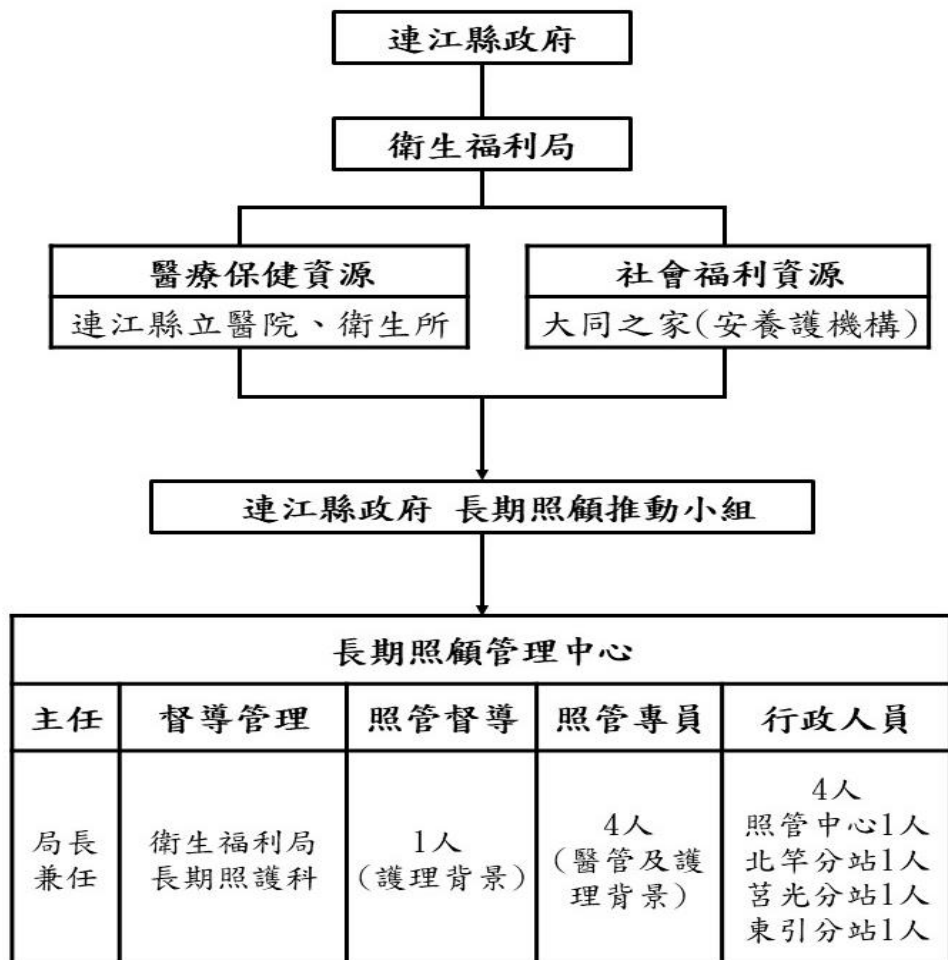 連江縣政府
衛生福利局
醫療保健資源
連江縣立醫院、衛生所
社會福利資源
大同之家(安養護機構)
連江縣政府 長期照顧推動小組
長期照顧管理中心
主任
督導管理
照管督導
照管專員
行政人員
局長
兼任
衛生福利局
長期照護科
1人
(護理背景)
4人
(醫管及護
理背景)
4人
照管中心1人
北竿分站1人
莒光分站1人
東引分站1人